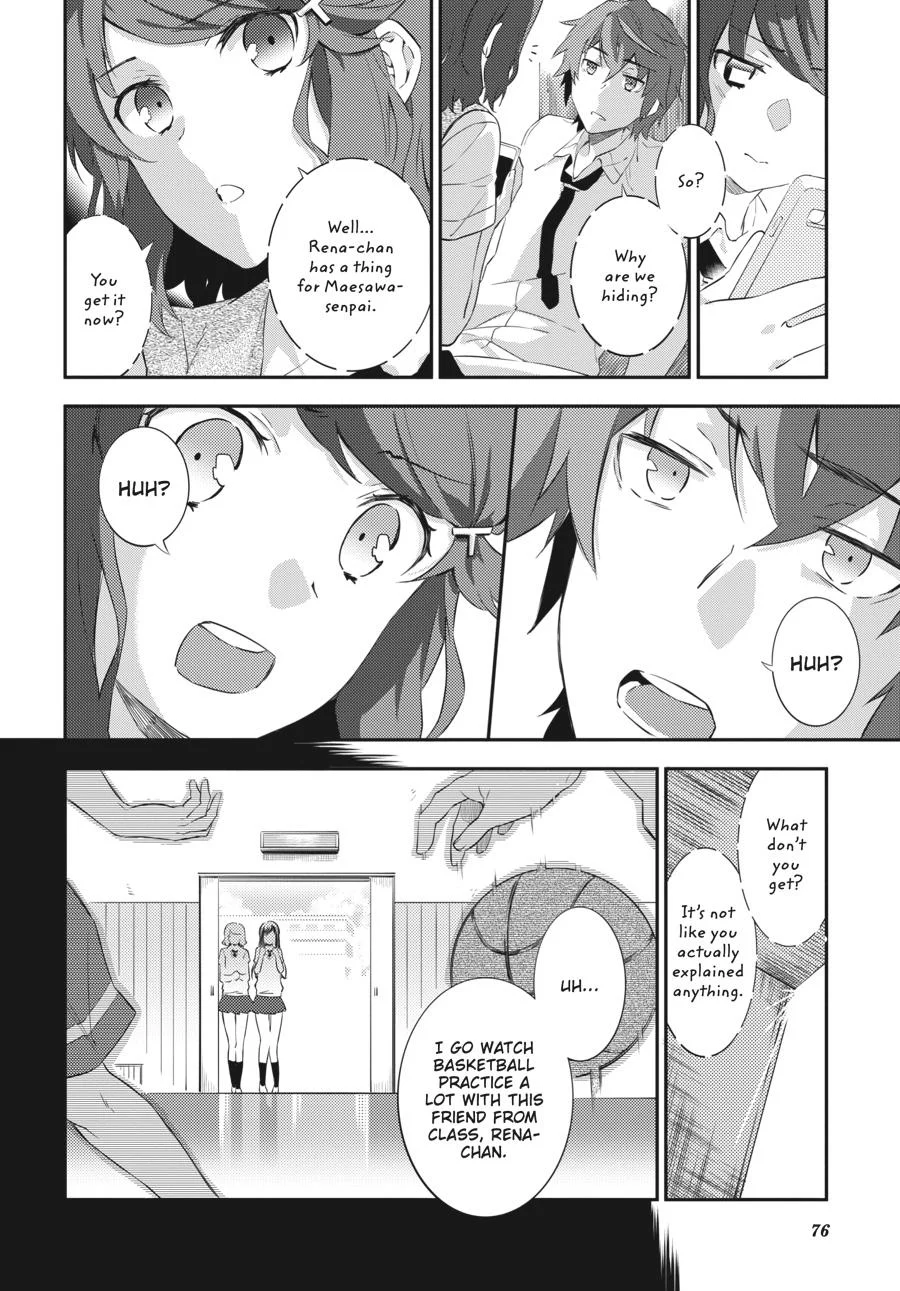 So?
Why
are we
hiding?
Well...
Rena-chan
has a thing
for Maesawa-
senpai.
You
get it
now?
HUH?
HUH?
What
don't
you
get?
It's not
like you
actually
explained
anything.
UH...
I GO WATCH
BASKETBALL
PRACTICE A
LOT WITH THIS
FRIEND FROM
CLASS, RENA-
CHAN.
76